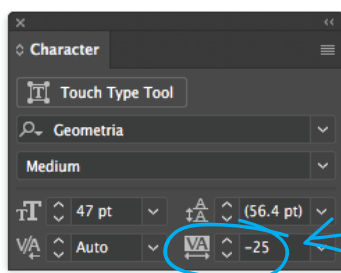 Character
Touch Type Tool
Geometria
Medium
47 pt (56.4 pt)
Auto -25